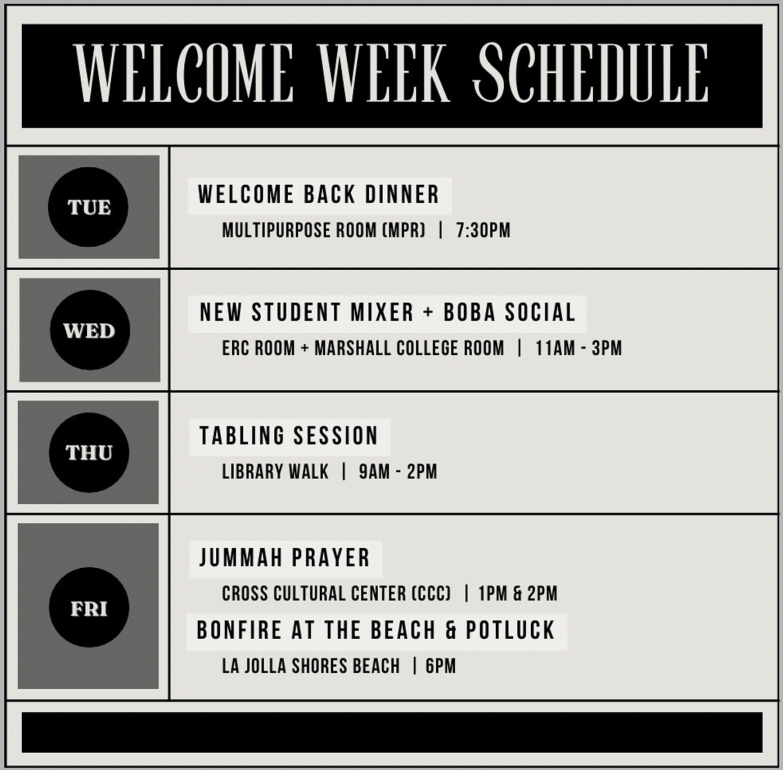 WELCOME WEEK SCHEDULE
TUE
WELCOME BACK DINNER
MULTIPURPOSE ROOM (MPR) | 7:30PM
WED
NEW STUDENT MIXER + BOBA SOCIAL
ERC ROOM + MARSHALL COLLEGE ROOM | 11AM - 3PM
THU
TABLING SESSION
LIBRARY WALK | 9AM - 2PM
FRI
JUMMAH PRAYER
CROSS CULTURAL CENTER (CCC) | 1PM & 2PM
BONFIRE AT THE BEACH & POTLUCK
LA JOLLA SHORES BEACH | 6PM